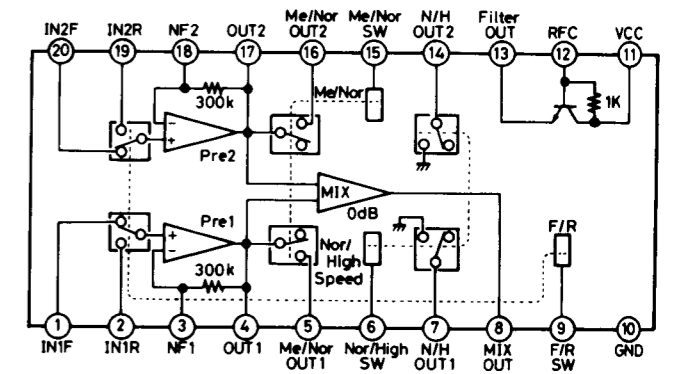 IN2F IN2R NF2 OUT2 Me/Nor OUT2 Me/Nor SW N/H OUT2 Filter OUT RFC VCC
20 19 18 17 16 15 14 13 12 11
300k
Me/Nor
1K
- +
Pre2
MIX
0dB
Pre1
+ -
300k
Nor/
High
Speed
F/R
1 2 3 4 5 6 7 8 9 10
IN1F IN1R NF1 OUT1 Me/Nor OUT1 Nor/High SW N/H OUT1 MIX OUT F/R SW GND